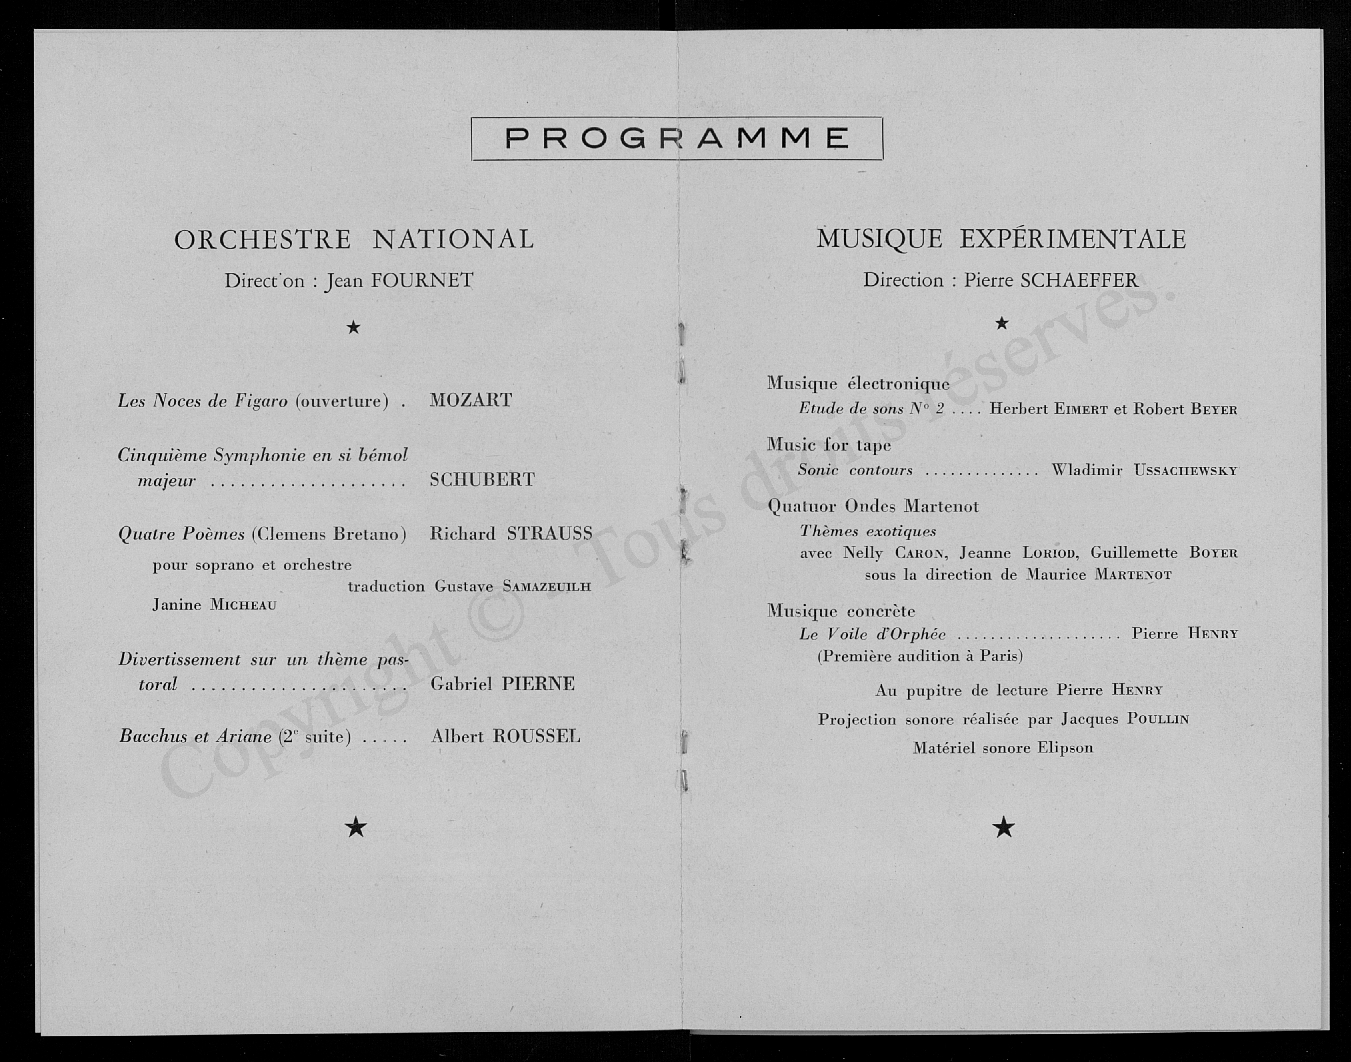 PROGRAMME
ORCHESTRE NATIONAL
Direct'on : Jean FOURNET
★
Les Noces de Figaro (ouverture) . MOZART
Cinquième Symphonie en si bémol
majeur .................... SCHUBERT
Quatre Poèmes (Clemens Bretano) Richard STRAUSS
pour soprano et orchestre
traduction Gustave SAMAZEUILH
Janine MICHEAU
Divertissement sur un thème pas-
toral ...................... Gabriel PIERNE
Bacchus et Ariane (2e suite) ..... Albert ROUSSEL
★
MUSIQUE EXPÉRIMENTALE
Direction : Pierre SCHAEFFER
★
Musique électronique
Etude de sons N° 2 .... Herbert EIMERT et Robert BEYER
Music for tape
Sonic contours .............. Wladimir USSACHEWSKY
Quatuor Ondes Martenot
Thèmes exotiques
avec Nelly CARON, Jeanne LORIOD, Guillemette BOYER
sous la direction de Maurice MARTENOT
Musique concrète
Le Voile d'Orphée .................... Pierre HENRY
(Première audition à Paris)
Au pupitre de lecture Pierre HENRY
Projection sonore réalisée par Jacques POULLIN
Matériel sonore Elipson
★
Copyright © - Tous droits réservés.